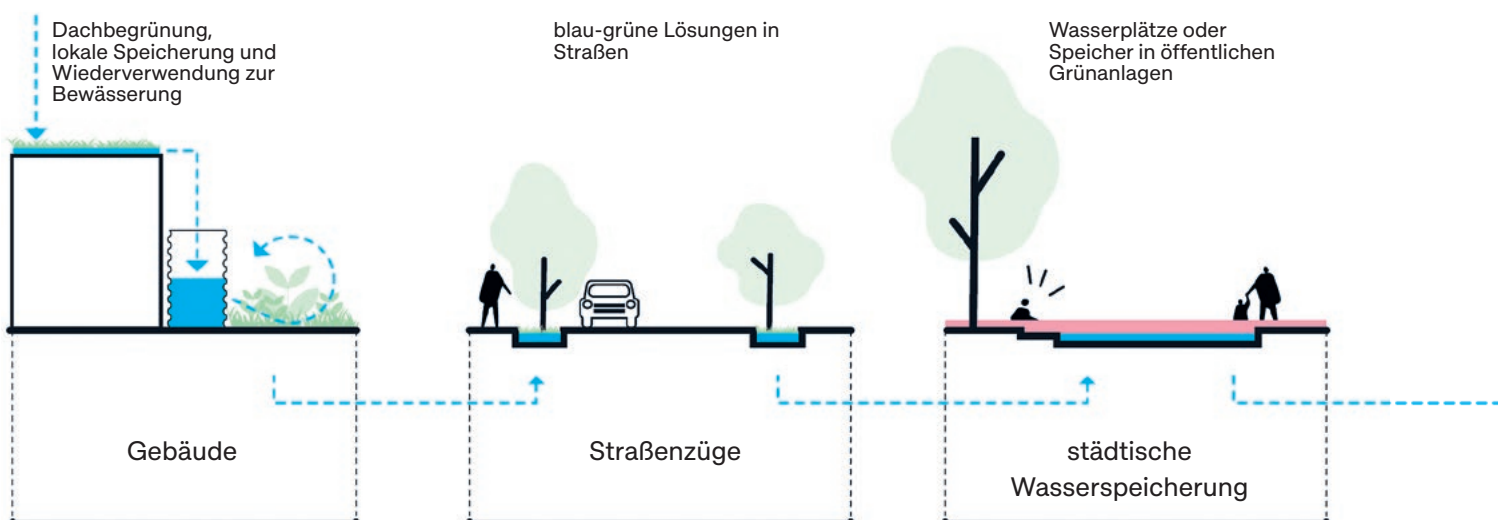 Dachbegrünung,
lokale Speicherung und
Wiederverwendung zur
Bewässerung
blau-grüne Lösungen in
Straßen
Wasserplätze oder
Speicher in öffentlichen
Grünanlagen
Gebäude
Straßenzüge
städtische
Wasserspeicherung